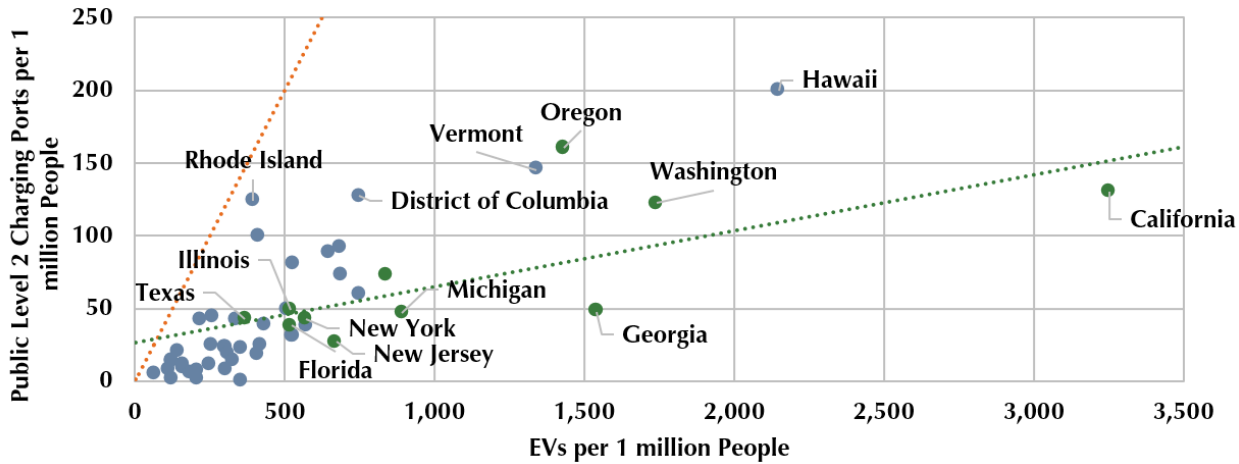 Public Level 2 Charging Ports per 1
million People
250
200
150
100
50
0
Hawaii
Oregon
Vermont
Rhode Island
Washington
District of Columbia
California
Illinois
Texas
Michigan
New York
Georgia
New Jersey
Florida
0
500
1,000
1,500
2,000
2,500
3,000
3,500
EVs per 1 million People